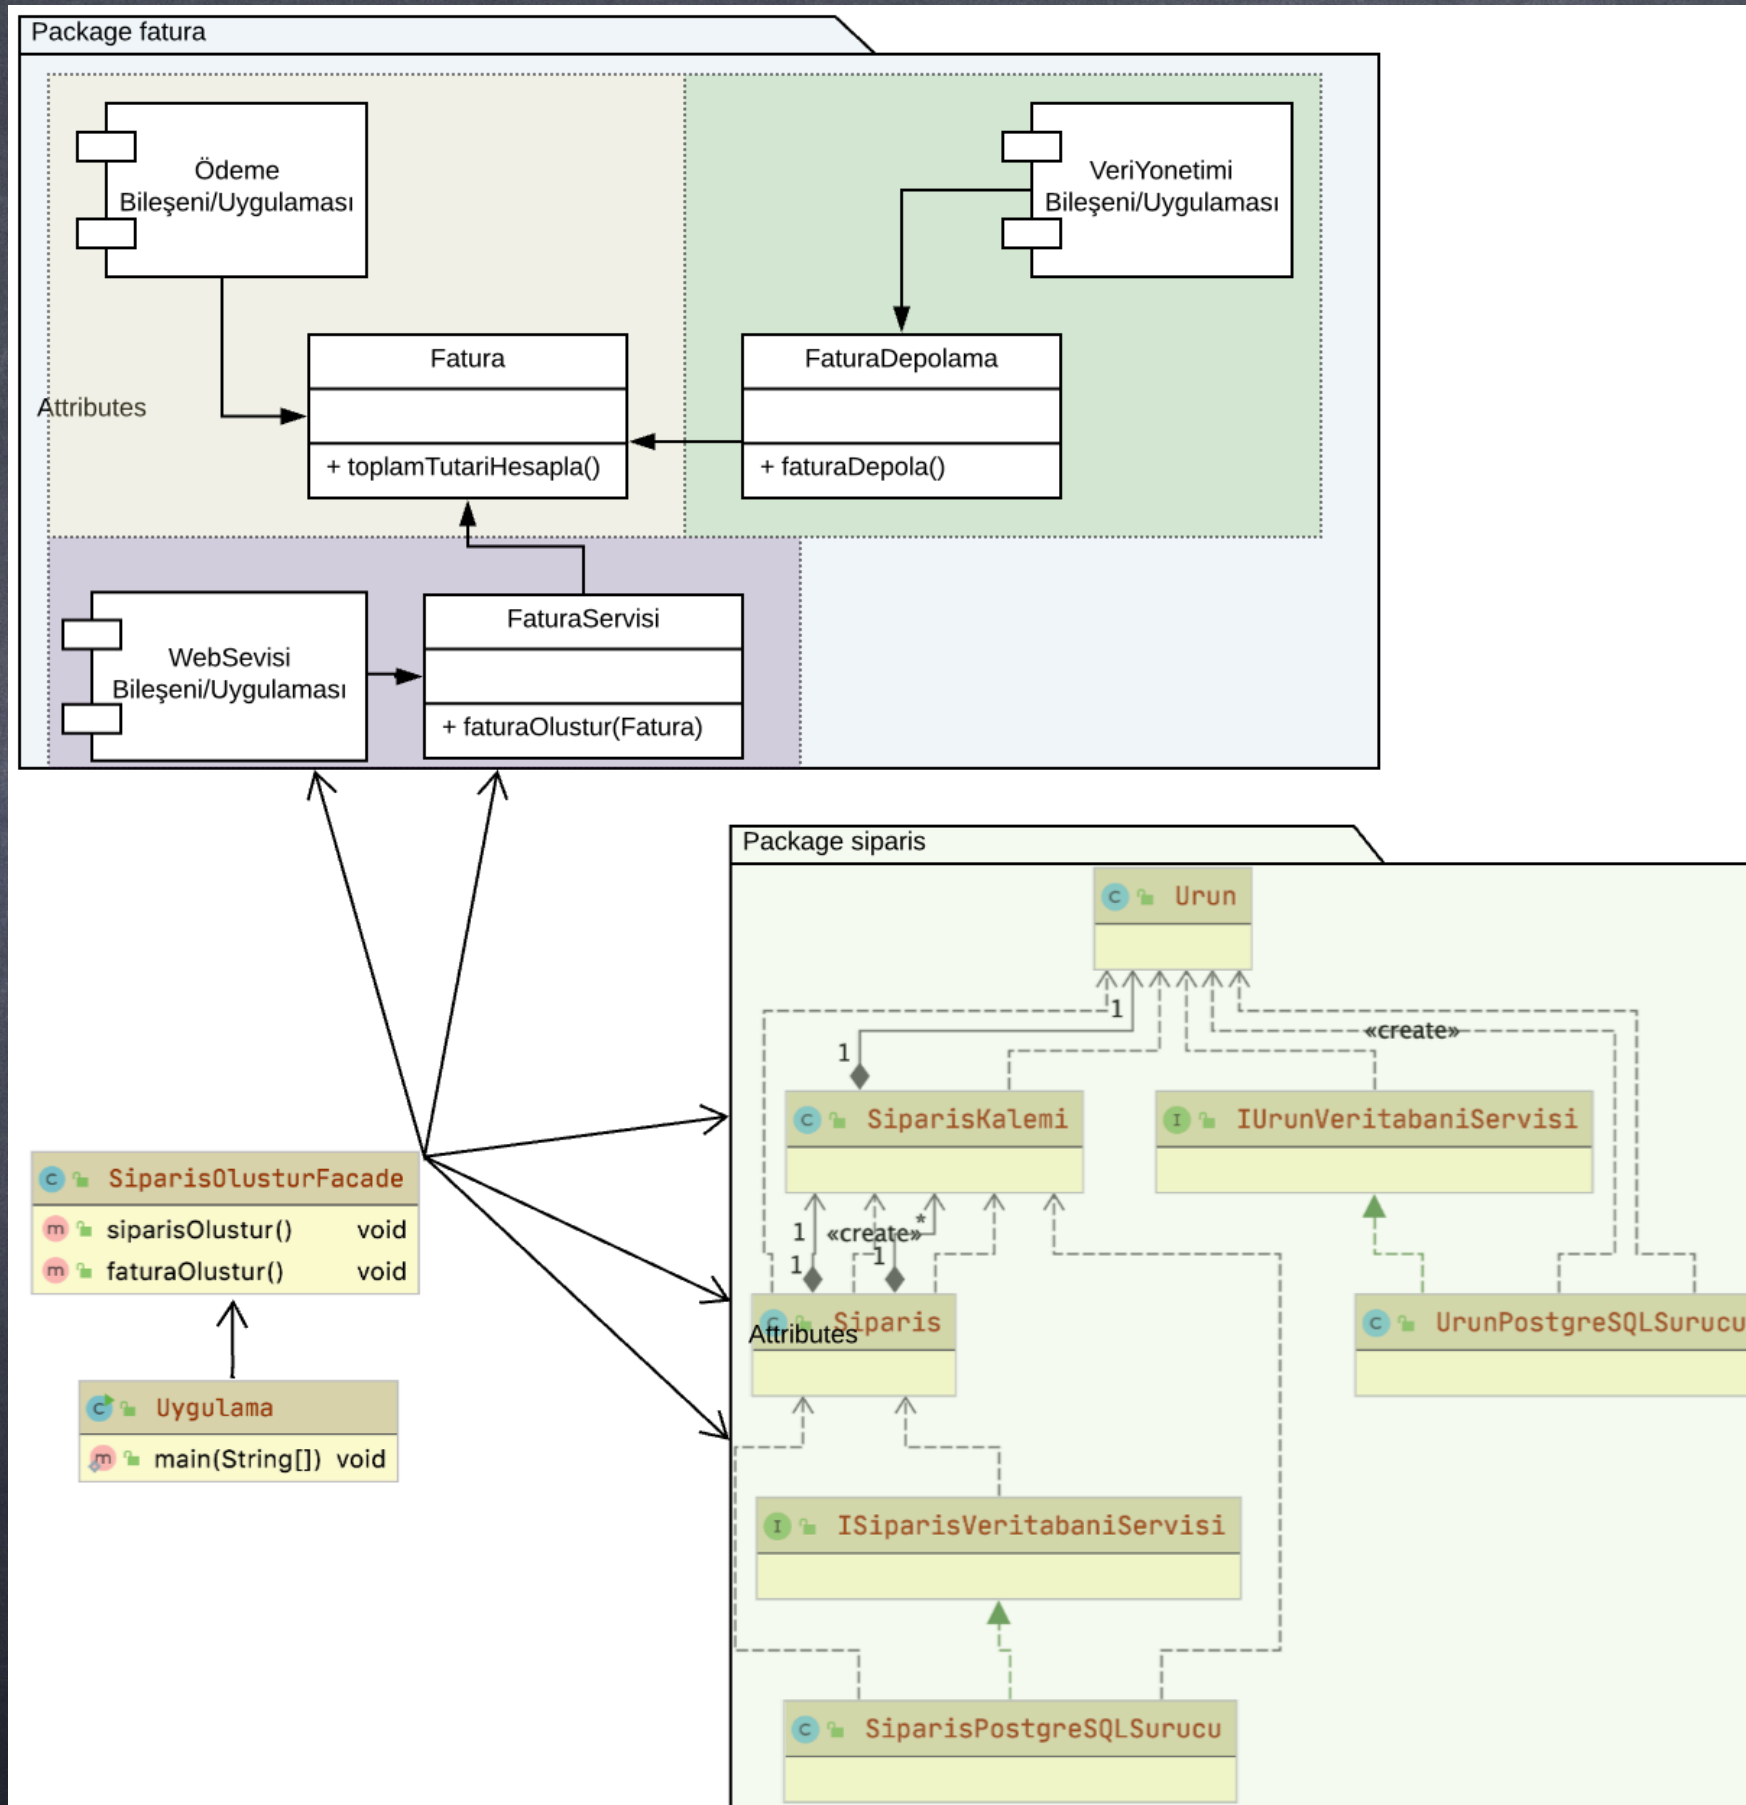 Package fatura
Ödeme
Bileşeni/Uygulaması
VeriYonetimi
Bileşeni/Uygulaması
Fatura
+ toplamTutariHesapla()
FaturaDepolama
+ faturaDepola()
Attributes
WebSevisi
Bileşeni/Uygulaması
FaturaServisi
+ faturaOlustur(Fatura)
Package siparis
C Urun
1
«create»
1
C SiparisKalemi
I IUrunVeritabaniServisi
1
«create»
*
1
1
C Siparis
Attributes
C UrunPostgreSQLSurucu
C SiparisOlusturFacade
m siparisOlustur() void
m faturaOlustur() void
C Uygulama
m main(String[]) void
I ISiparisVeritabaniServisi
C SiparisPostgreSQLSurucu